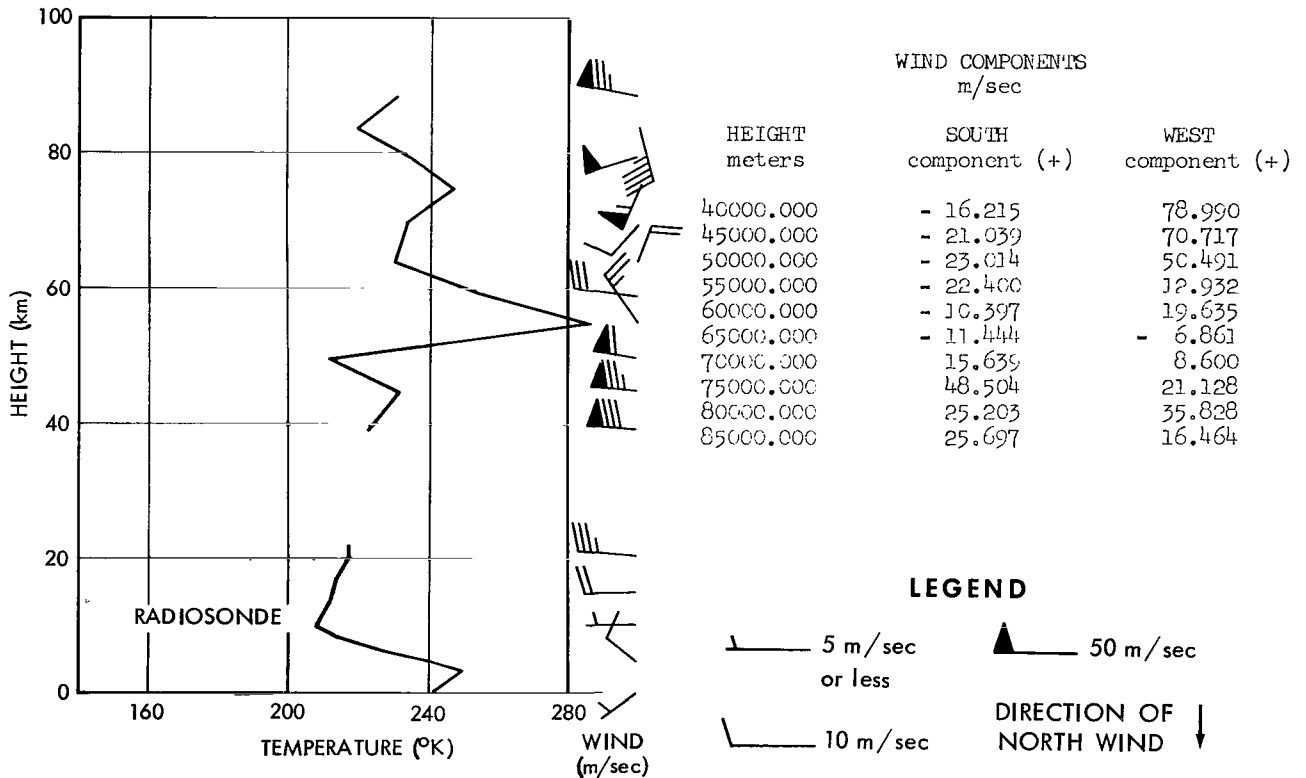 100
80
60
40
20
0
HEIGHT (km)
RADIOSONDE
160 200 240 280
TEMPERATURE (°K)
WIND
(m/sec)
WIND COMPONENTS
m/sec
HEIGHT SOUTH WEST
meters component (+) component (+)
40000.000 - 16.215 78.990
45000.000 - 21.039 70.717
50000.000 - 23.014 50.491
55000.000 - 22.400 12.932
60000.000 - 10.397 19.635
65000.000 - 11.444 - 6.861
70000.000 15.639 8.600
75000.000 48.504 21.128
80000.000 25.203 35.828
85000.000 25.697 16.464
LEGEND
5 m/sec
or less
50 m/sec
10 m/sec
DIRECTION OF
NORTH WIND